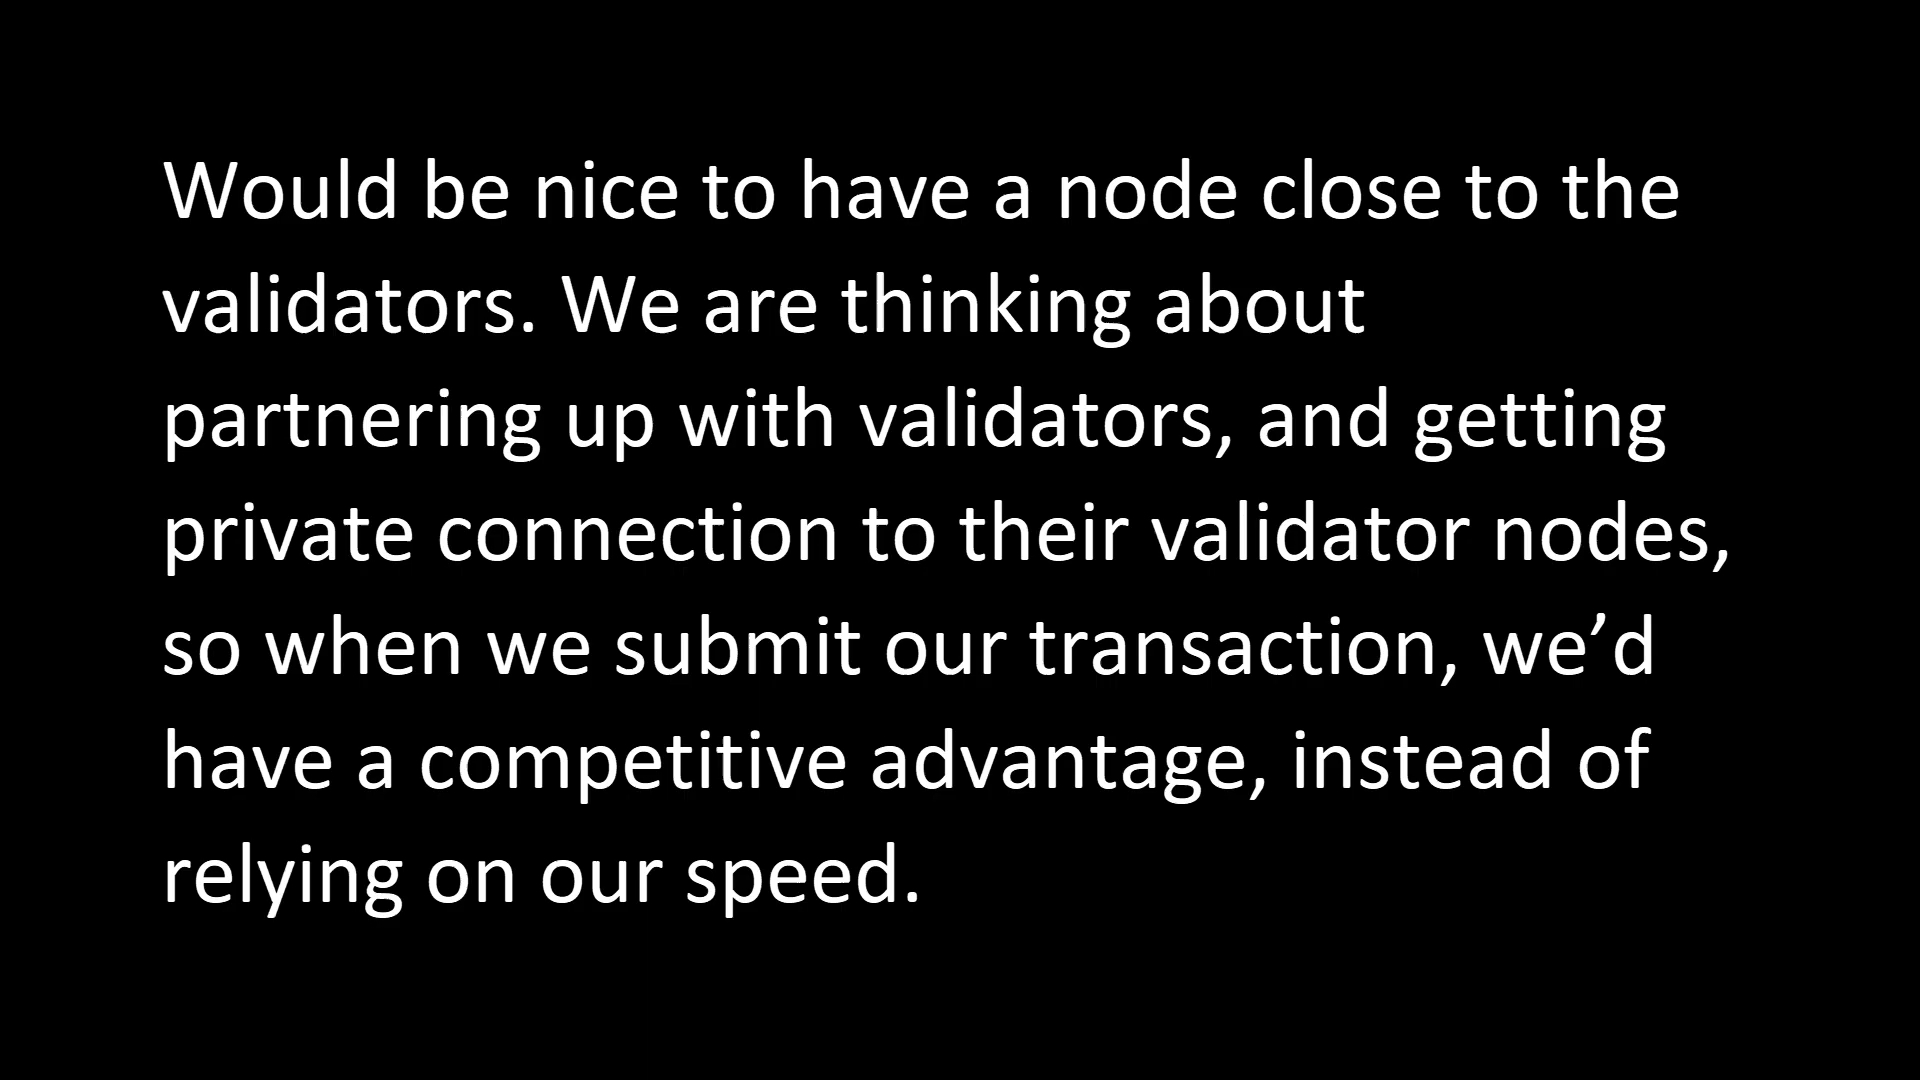 Would be nice to have a node close to the
validators. We are thinking about
partnering up with validators, and getting
private connection to their validator nodes,
so when we submit our transaction, we’d
have a competitive advantage, instead of
relying on our speed.